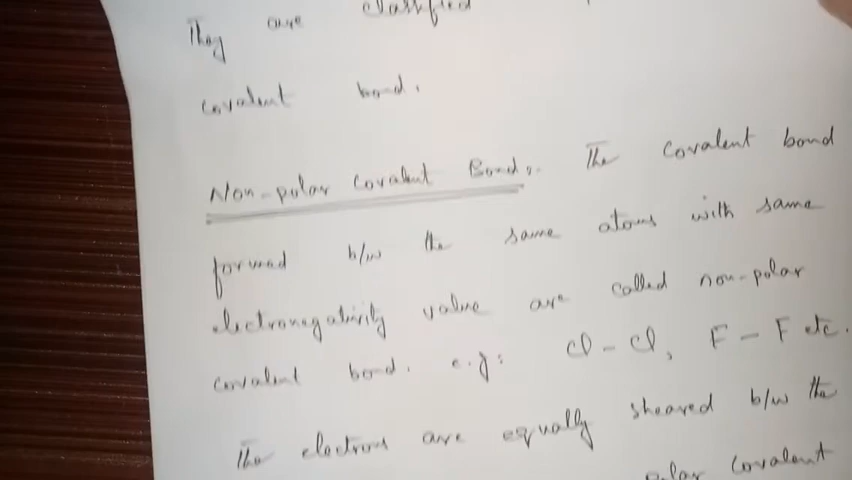 They are classified
covalent bond.
Non-polar Covalent Bond:- The covalent bond
formed b/w the same atoms with same
electronegativity value are called non-polar
covalent bond. e.g: Cl-Cl, F-F etc.
The electrons are equally sheared b/w the
polar covalent